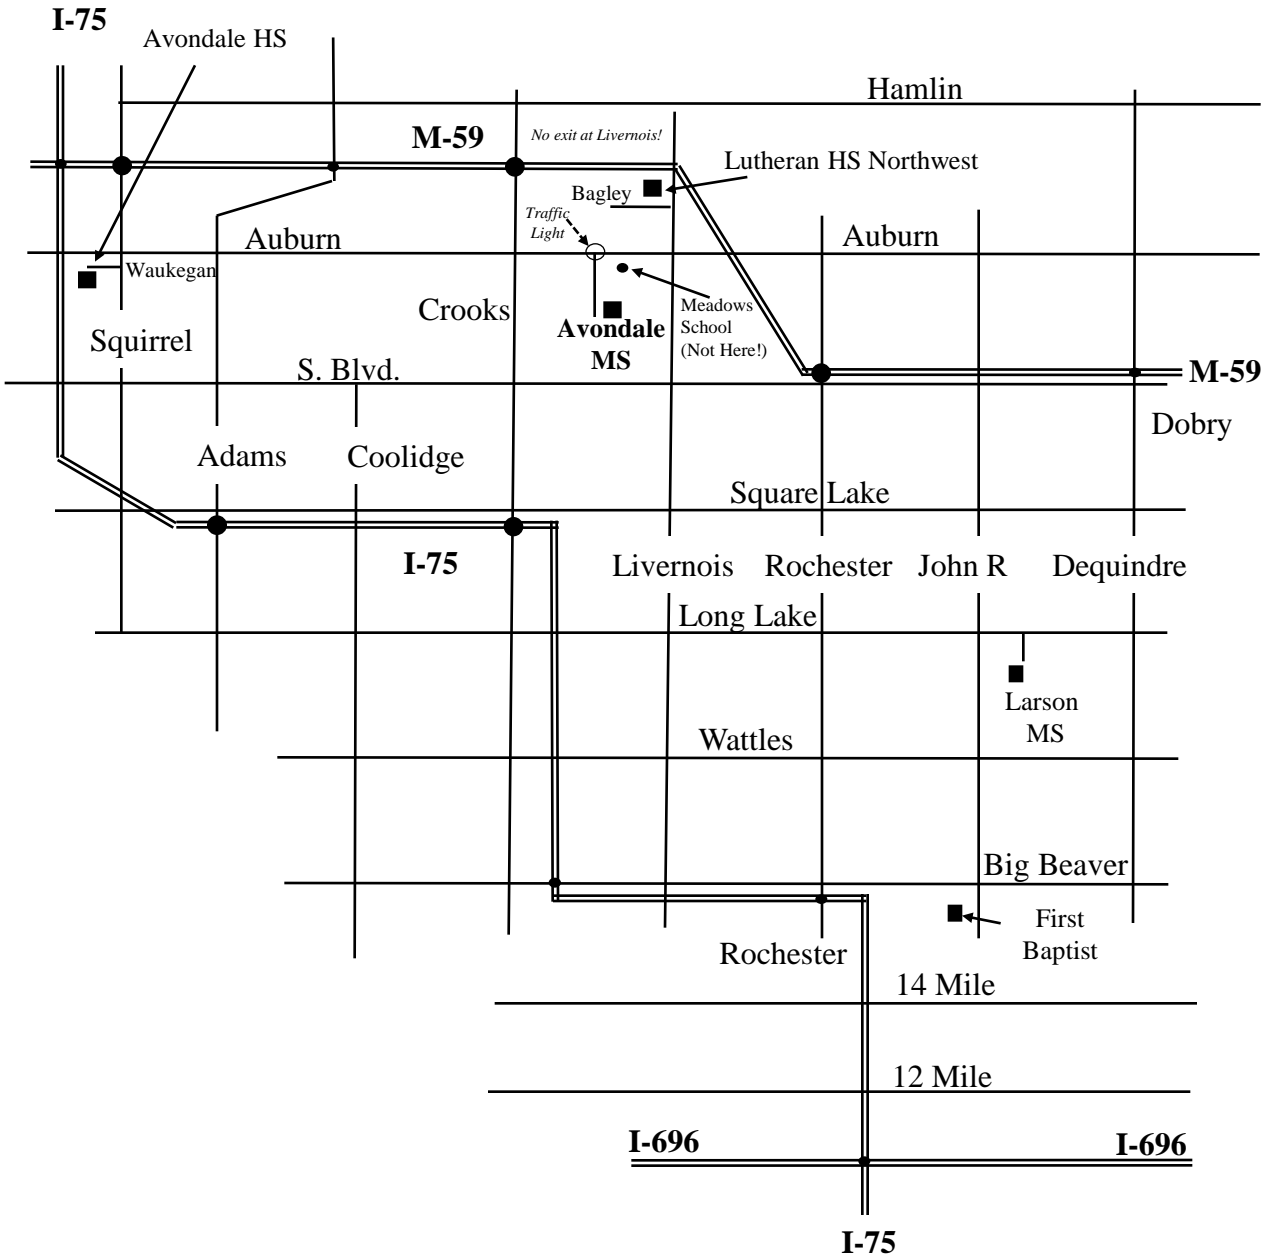 I-75
Avondale HS
Hamlin
M-59
No exit at Livernois!
Lutheran HS Northwest
Bagley
Traffic
Light
Auburn
Auburn
Waukegan
Crooks
Meadows
School
(Not Here!)
Avondale
MS
Squirrel
S. Blvd.
M-59
Dobry
Adams
Coolidge
Square Lake
I-75
Livernois
Rochester
John R
Dequindre
Long Lake
Larson
MS
Wattles
Big Beaver
First
Baptist
Rochester
14 Mile
12 Mile
I-696
I-696
I-75